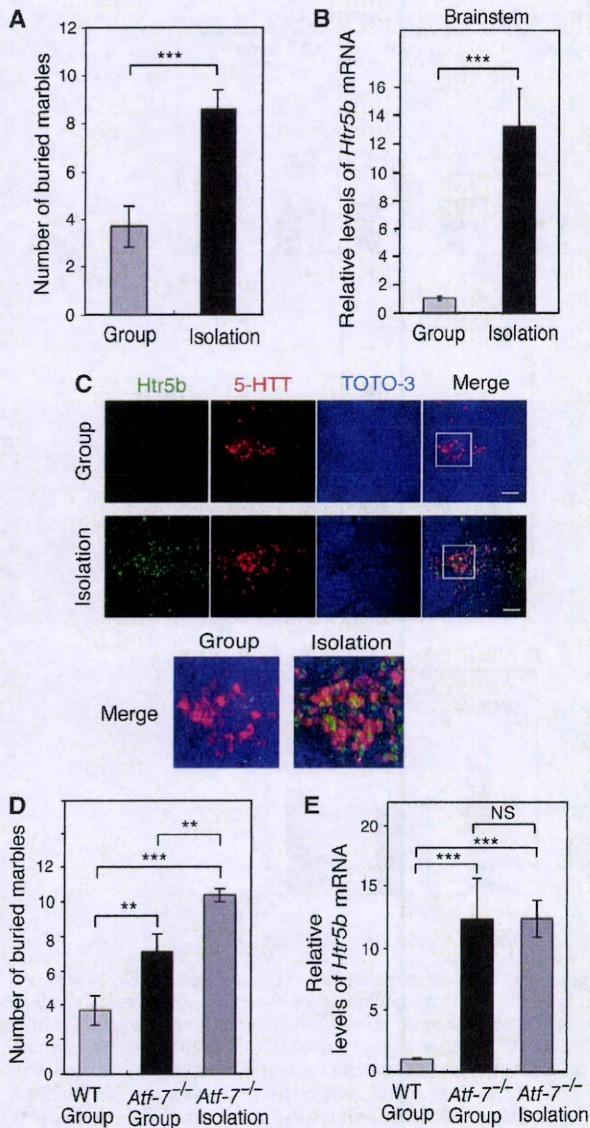 A
Number of buried marbles
12
10
8
6
4
2
0
***
Group
Isolation
B
Brainstem
Relative levels of Htr5b mRNA
16
14
12
10
8
6
4
2
0
***
Group
Isolation
C
Htr5b
5-HTT
TOTO-3
Merge
Group
Isolation
Group
Isolation
Merge
D
Number of buried marbles
12
10
8
6
4
2
0
**
***
**
WT
Group
Atf-7–/–
Group
Atf-7–/–
Isolation
E
Relative
levels of Htr5b mRNA
20
15
10
5
0
NS
***
***
WT
Group
Atf-7–/–
Group
Atf-7–/–
Isolation